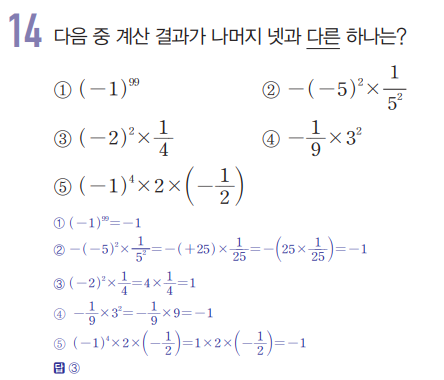 14 다음 중 계산 결과가 나머지 넷과 다른 하나는?
① (-1)⁹⁹ ② -(-5)²×1/5²
③ (-2)²×1/4 ④ -1/9×3²
⑤ (-1)⁴×2×(-1/2)
① (-1)⁹⁹=-1
② -(-5)²×1/5²=-(+25)×1/25=-(25×1/25)=-1
③ (-2)²×1/4=4×1/4=1
④ -1/9×3²=-1/9×9=-1
⑤ (-1)⁴×2×(-1/2)=1×2×(-1/2)=-1
답 ③